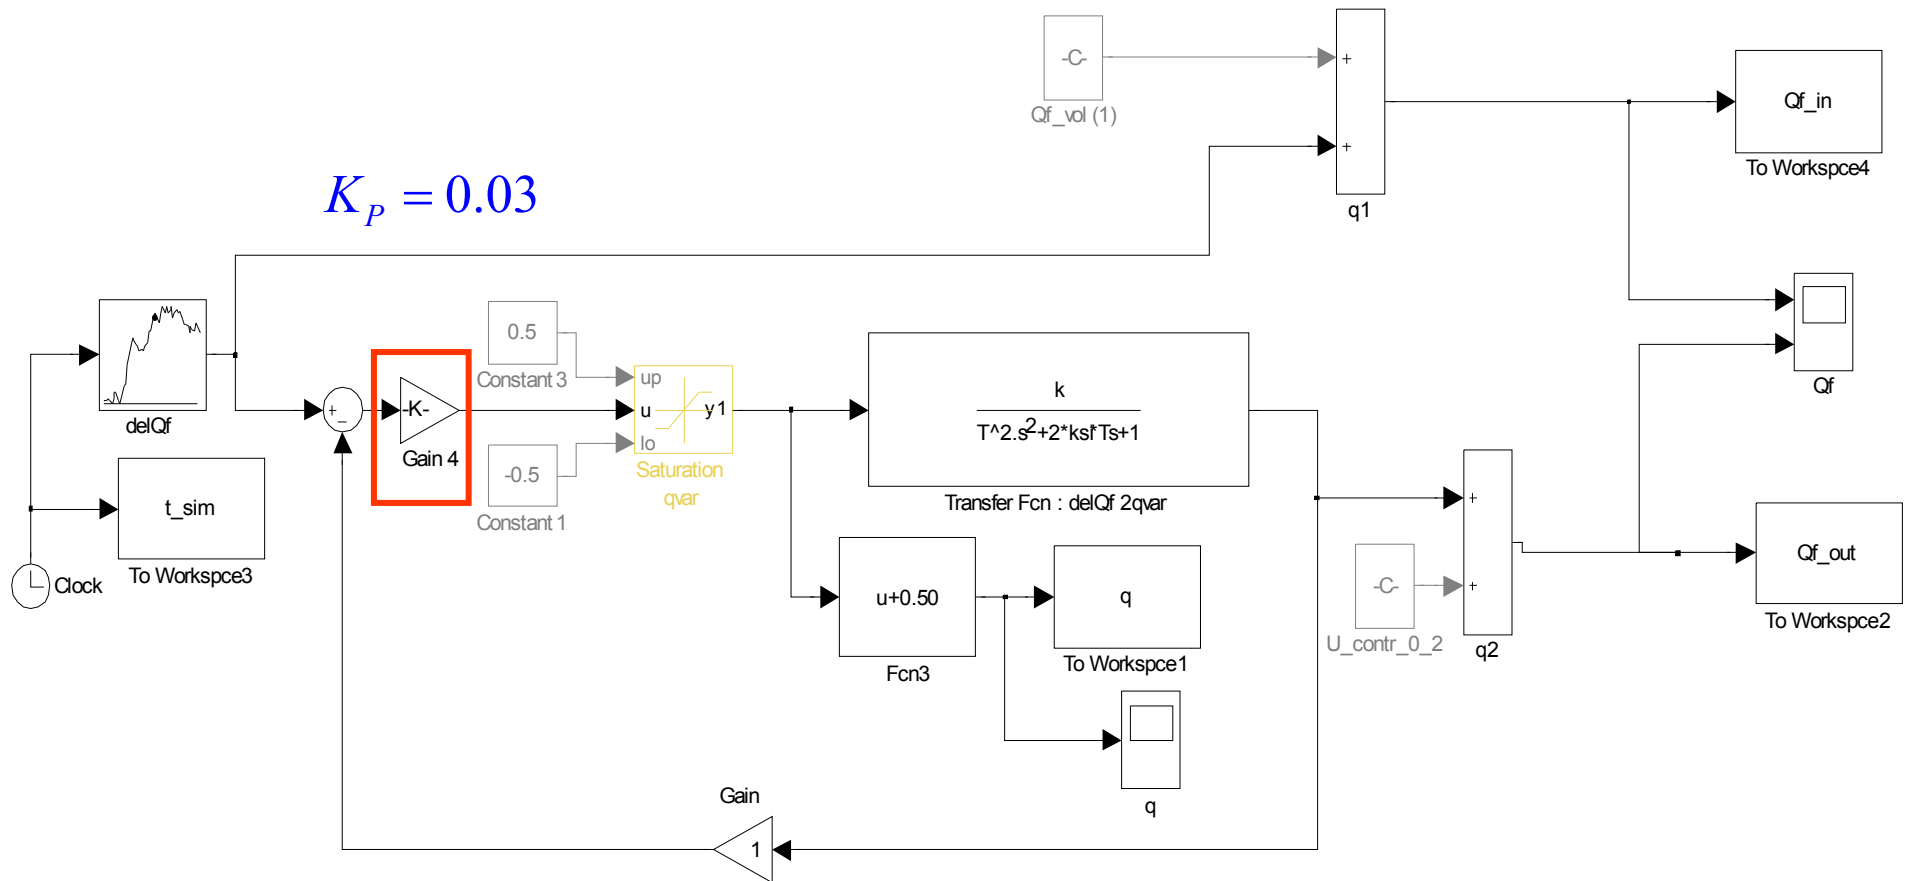 -C-
Qf_vol (1)
+
+
q1
Qf_in
To Workspce4
K_P = 0.03
delQf
+
−
-K-
Gain 4
0.5
Constant 3
-0.5
Constant 1
up
u
lo
y1
Saturation
qvar
k
T^2.s^2+2*ksi*Ts+1
Transfer Fcn : delQf 2qvar
Qf
t_sim
To Workspce3
Clock
u+0.50
Fcn3
q
To Workspce1
q
-C-
U_contr_0_2
+
+
q2
Qf_out
To Workspce2
Gain
1